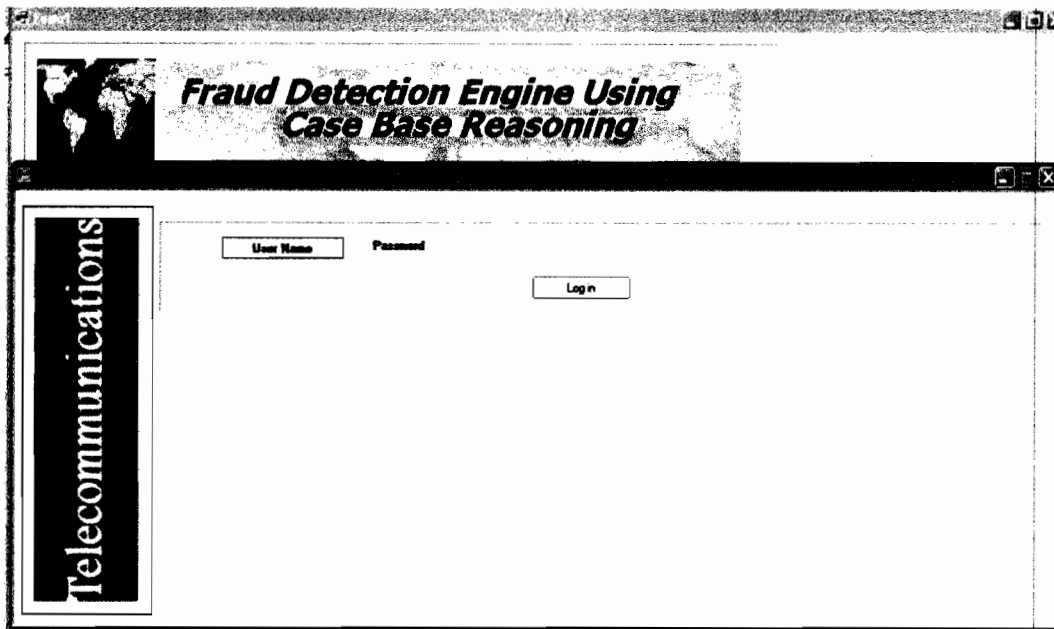 Fraud Detection Engine Using
Case Base Reasoning
Telecommunications
User Name
Password
Log in